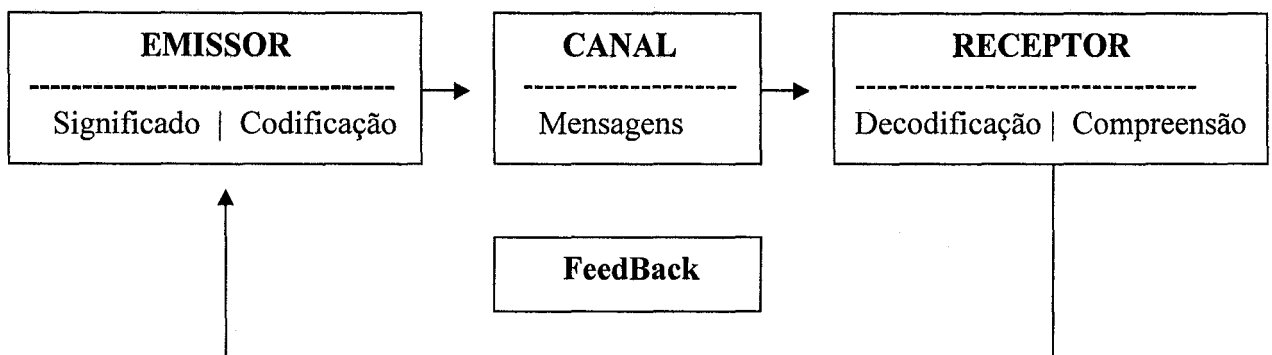 EMISSOR
Significado | Codificação
CANAL
Mensagens
RECEPTOR
Decodificação | Compreensão
FeedBack